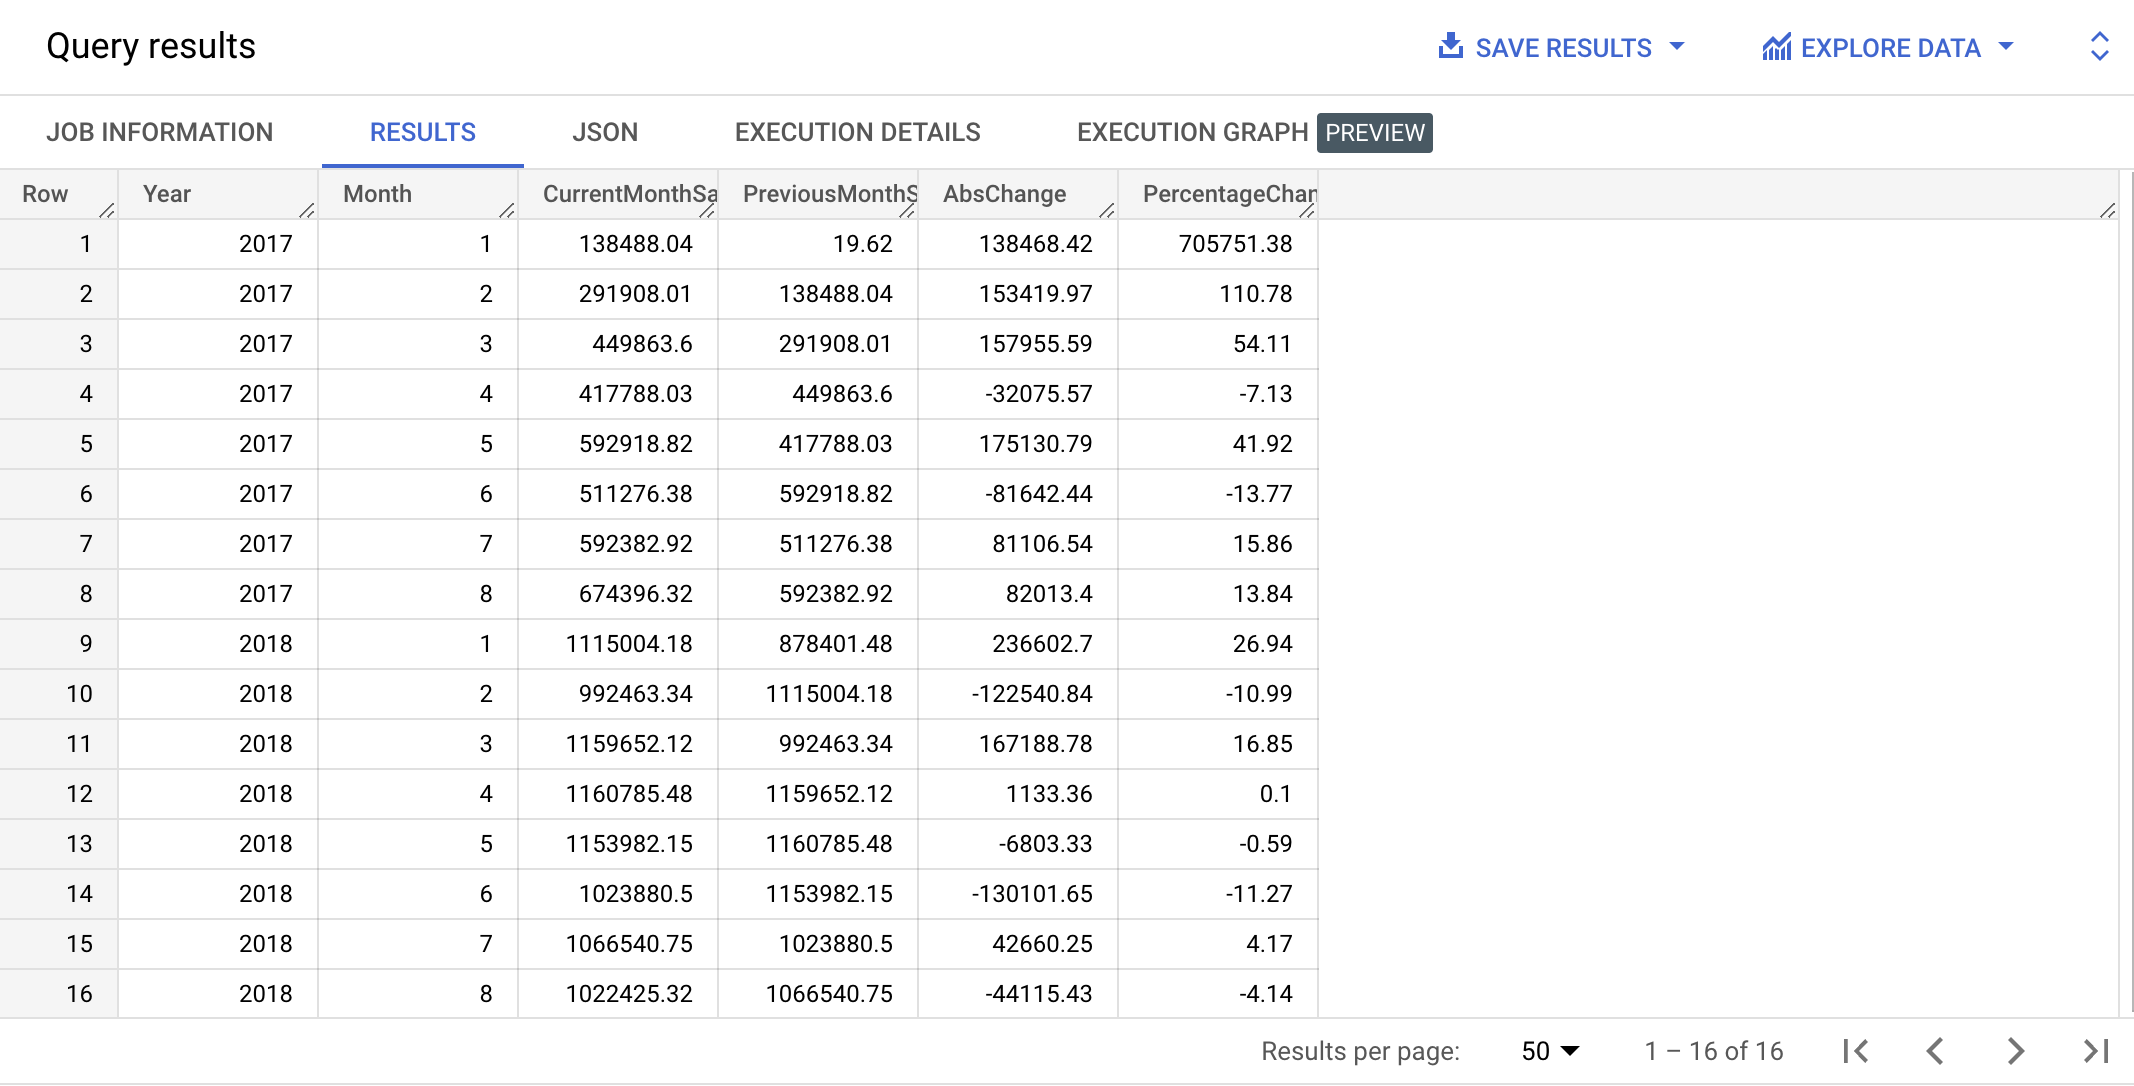 Query results SAVE RESULTS EXPLORE DATA
JOB INFORMATION RESULTS JSON EXECUTION DETAILS EXECUTION GRAPH PREVIEW
Row Year Month CurrentMonthSa PreviousMonthS AbsChange PercentageChan
1 2017 1 138488.04 19.62 138468.42 705751.38
2 2017 2 291908.01 138488.04 153419.97 110.78
3 2017 3 449863.6 291908.01 157955.59 54.11
4 2017 4 417788.03 449863.6 -32075.57 -7.13
5 2017 5 592918.82 417788.03 175130.79 41.92
6 2017 6 511276.38 592918.82 -81642.44 -13.77
7 2017 7 592382.92 511276.38 81106.54 15.86
8 2017 8 674396.32 592382.92 82013.4 13.84
9 2018 1 1115004.18 878401.48 236602.7 26.94
10 2018 2 992463.34 1115004.18 -122540.84 -10.99
11 2018 3 1159652.12 992463.34 167188.78 16.85
12 2018 4 1160785.48 1159652.12 1133.36 0.1
13 2018 5 1153982.15 1160785.48 -6803.33 -0.59
14 2018 6 1023880.5 1153982.15 -130101.65 -11.27
15 2018 7 1066540.75 1023880.5 42660.25 4.17
16 2018 8 1022425.32 1066540.75 -44115.43 -4.14
Results per page: 50 1 – 16 of 16